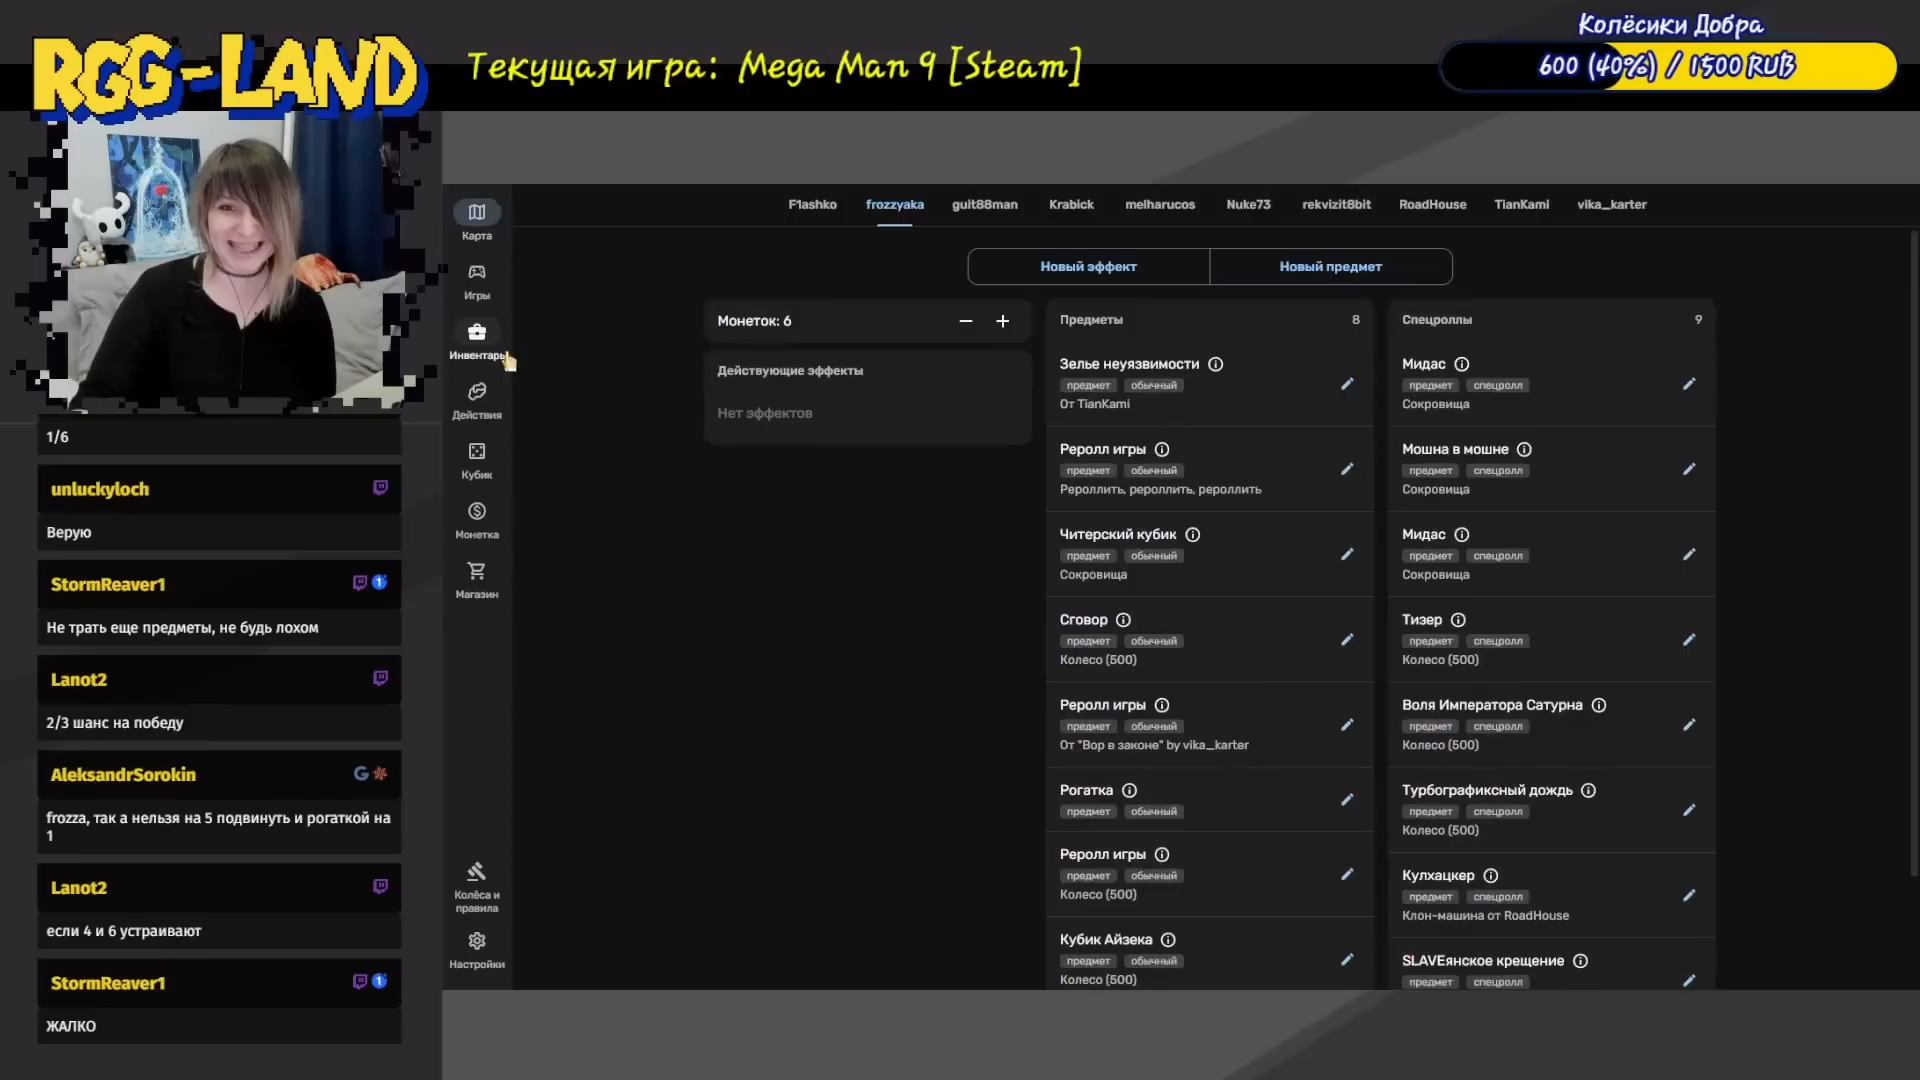 RGG-LAND
Текущая игра: Mega Man 9 [Steam]
Колёсики Добра
600 (40%) / 1500 RUB
1/6
unluckyloch
Верую
StormReaver1
Не трать еще предметы, не будь лохом
Lanot2
2/3 шанс на победу
AleksandrSorokin
frozza, так а нельзя на 5 подвинуть и рогаткой на
1
Lanot2
если 4 и 6 устраивают
StormReaver1
ЖАЛКО
Карта
Игры
Инвентарь
Действия
Кубик
Монетка
Магазин
Колёса и
правила
Настройки
F1ashko frozzyaka guit88man Krabick melharucos Nuke73 rekvizit8bit RoadHouse TianKami vika_karter
Новый эффект Новый предмет
Монеток: 6
Действующие эффекты
Нет эффектов
Предметы 8
Зелье неуязвимости
предмет обычный
От TianKami
Реролл игры
предмет обычный
Рероллить, рероллить, рероллить
Читерский кубик
предмет обычный
Сокровища
Сговор
предмет обычный
Колесо (500)
Реролл игры
предмет обычный
От "Вор в законе" by vika_karter
Рогатка
предмет обычный
Реролл игры
предмет обычный
Колесо (500)
Кубик Айзека
предмет обычный
Колесо (500)
Спецроллы 9
Мидас
предмет спецролл
Сокровища
Мошна в мошне
предмет спецролл
Сокровища
Мидас
предмет спецролл
Сокровища
Тизер
предмет спецролл
Колесо (500)
Воля Императора Сатурна
предмет спецролл
Колесо (500)
Турбографиксный дождь
предмет спецролл
Колесо (500)
Кулхацкер
предмет спецролл
Клон-машина от RoadHouse
SLAVEянское крещение
предмет спецролл